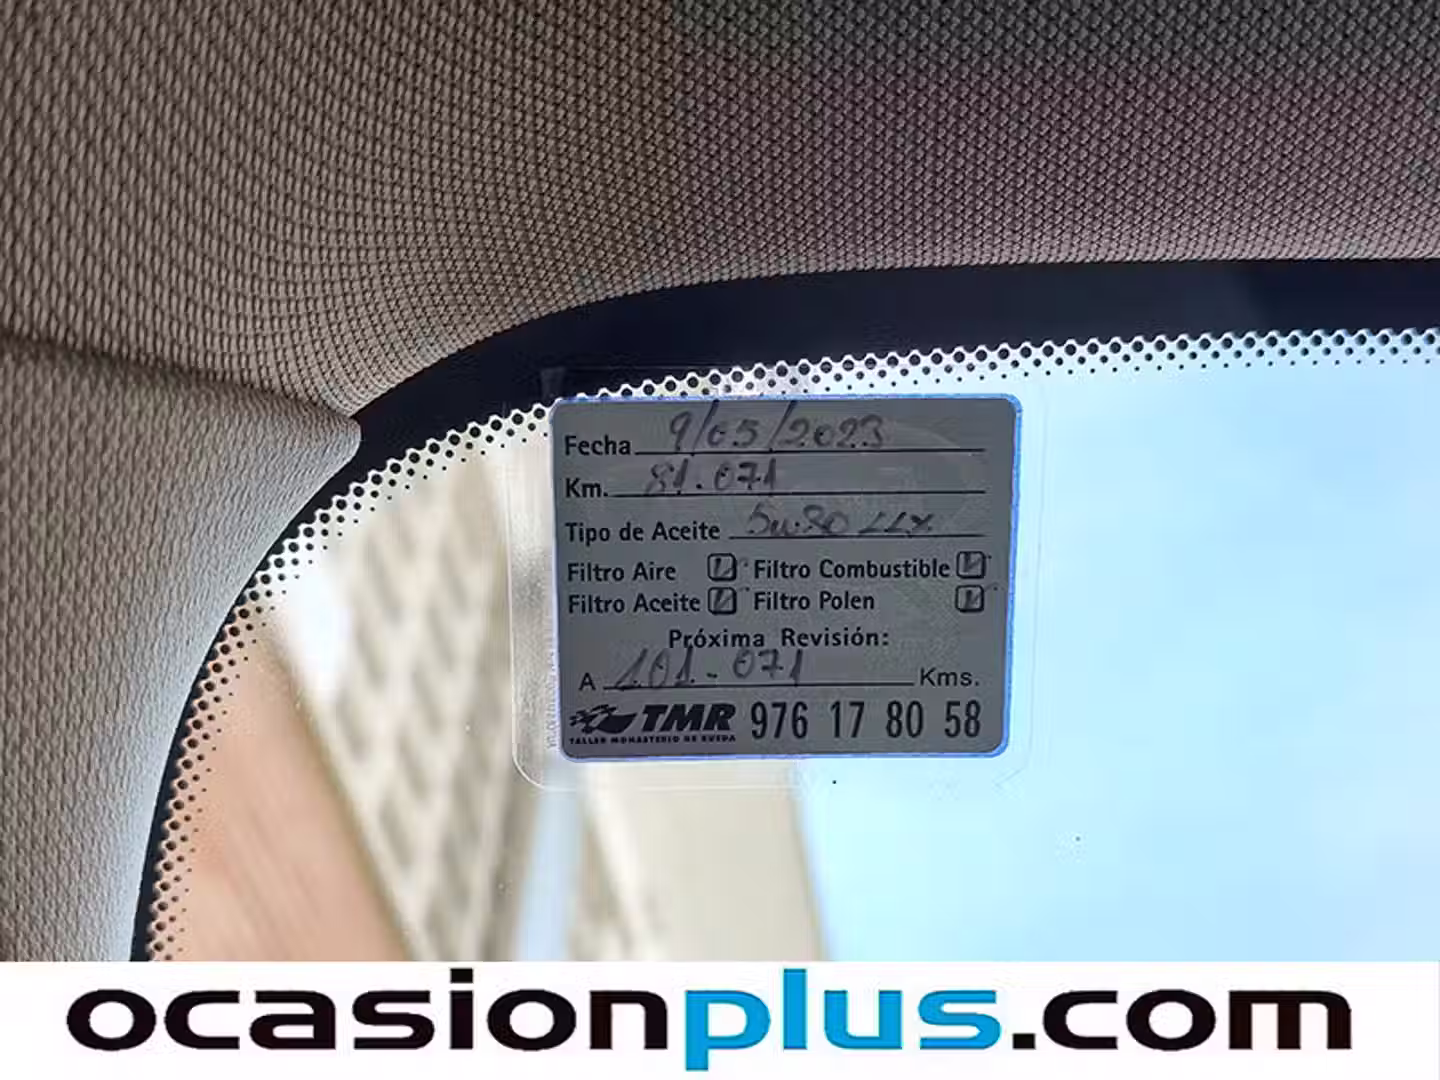 Fecha 9/05/2023
Km. 81.071
Tipo de Aceite 5w30 LLX
Filtro Aire Filtro Combustible
Filtro Aceite Filtro Polen
Próxima Revisión:
A 101.071 Kms.
TMR 976 17 80 58
TALLER MONASTERIO DE RUEDA
ocasionplus.com